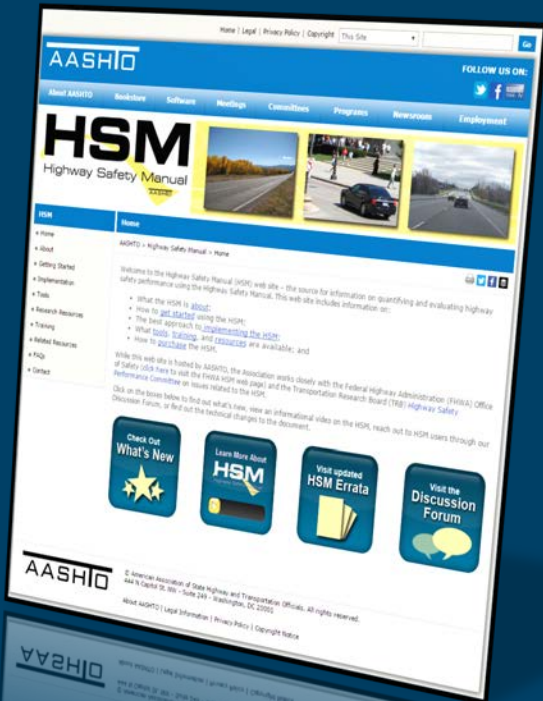 Home | Legal | Privacy Policy | Copyright This Site Go
AASHTO
FOLLOW US ON:
About AASHTO Bookstore Software Meetings Committees Programs Newsroom Employment
HSM
Highway Safety Manual
AASHTO
HSM
Home
Home
About
Getting Started
Implementation
Tools
Research Resources
Training
Related Resources
FAQs
Contact
AASHTO > Highway Safety Manual > Home
Welcome to the Highway Safety Manual (HSM) web site – the source for information on quantifying and evaluating highway
safety performance using the Highway Safety Manual. This web site includes information on:
• What the HSM is about;
• How to get started using the HSM;
• The best approach to implementing the HSM;
• What tools, training, and resources are available; and
• How to purchase the HSM.
While this web site is hosted by AASHTO, the Association works closely with the Federal Highway Administration (FHWA) Office
of Safety (click here to visit the FHWA HSM web page) and the Transportation Research Board (TRB) Highway Safety
Performance Committee on issues related to the HSM.
Click on the boxes below to find out what's new, view an informational video on the HSM, reach out to HSM users through our
Discussion Forum, or find out the technical changes to the document.
Check Out
What's New
Learn More About
HSM
Visit updated
HSM Errata
Visit the
Discussion
Forum
AASHTO
© American Association of State Highway and Transportation Officials. All rights reserved.
444 N Capitol St. NW - Suite 249 - Washington, DC 20001
About AASHTO | Legal Information | Privacy Policy | Copyright Notice